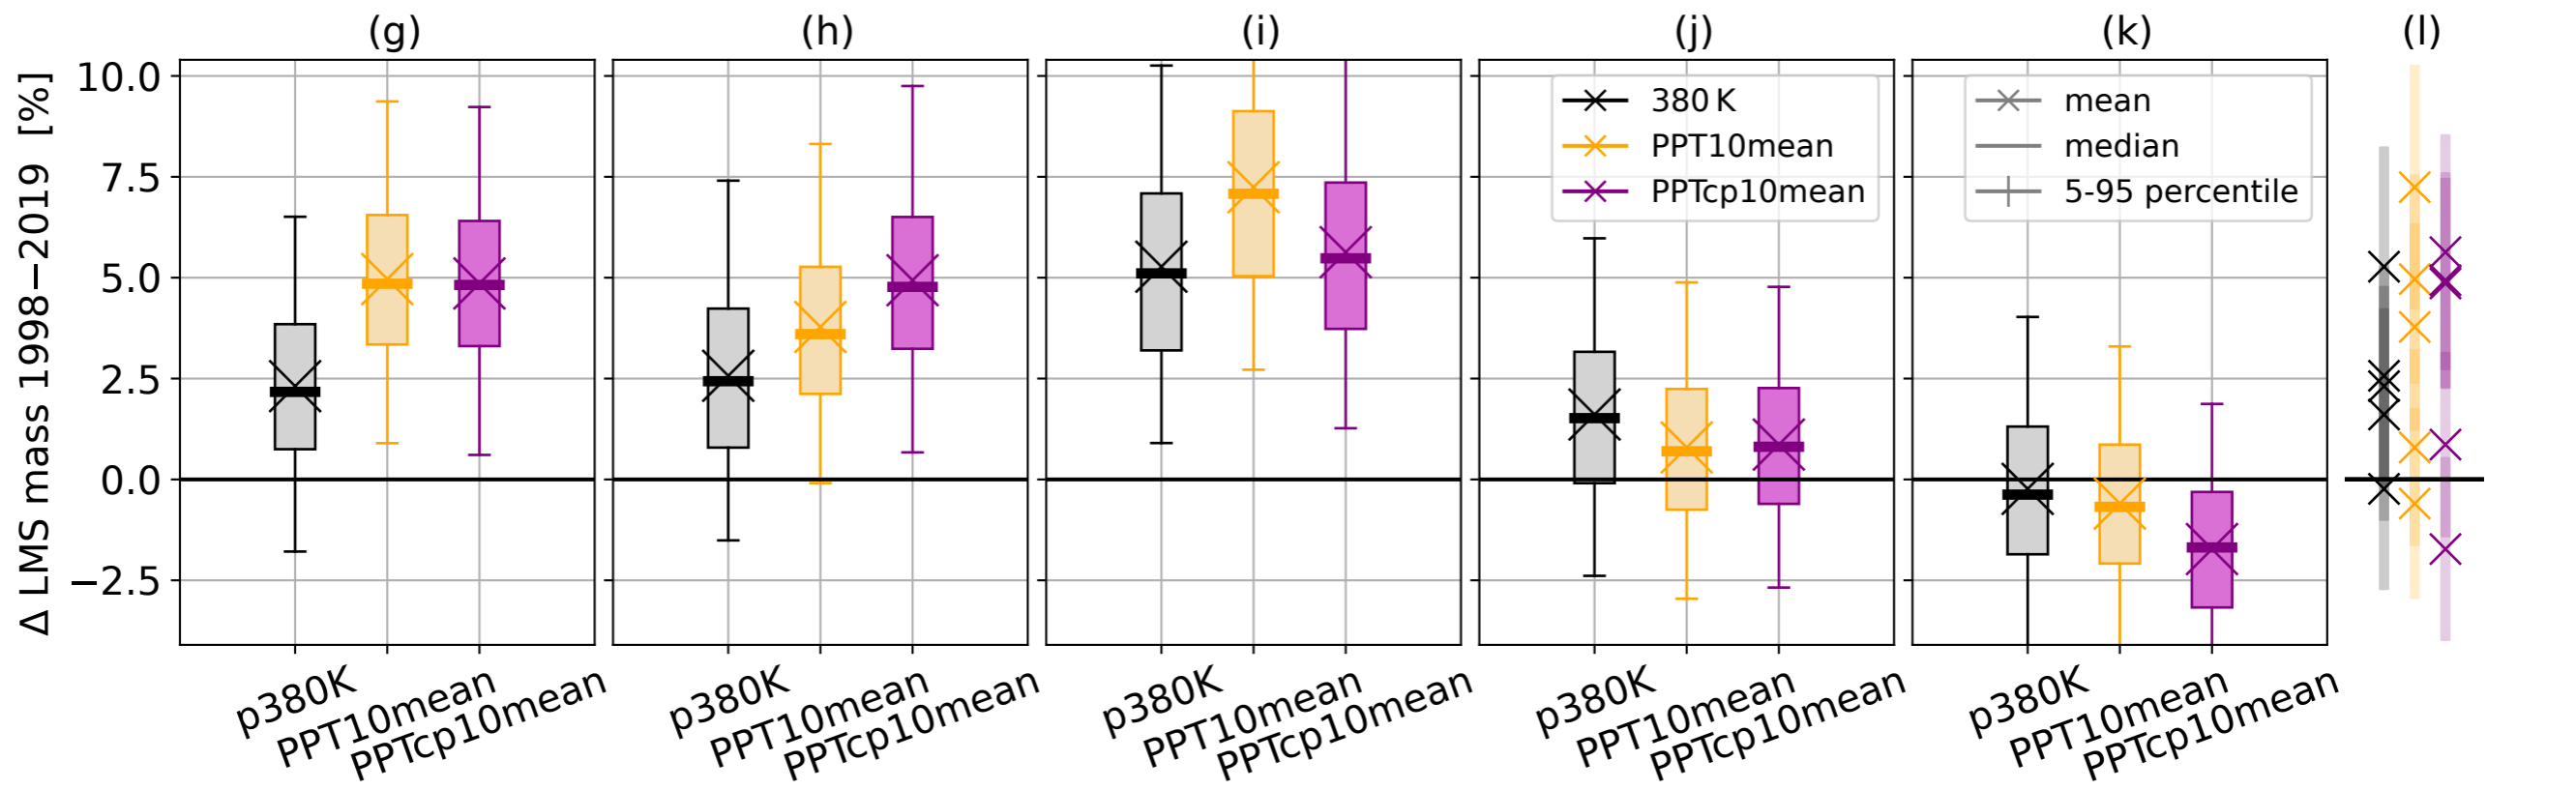 (g)
(h)
(i)
(j)
(k)
(l)
Δ LMS mass 1998−2019 [%]
10.0
7.5
5.0
2.5
0.0
−2.5
380 K
PPT10mean
PPTcp10mean
mean
median
5-95 percentile
p380K
PPT10mean
PPTcp10mean
p380K
PPT10mean
PPTcp10mean
p380K
PPT10mean
PPTcp10mean
p380K
PPT10mean
PPTcp10mean
p380K
PPT10mean
PPTcp10mean